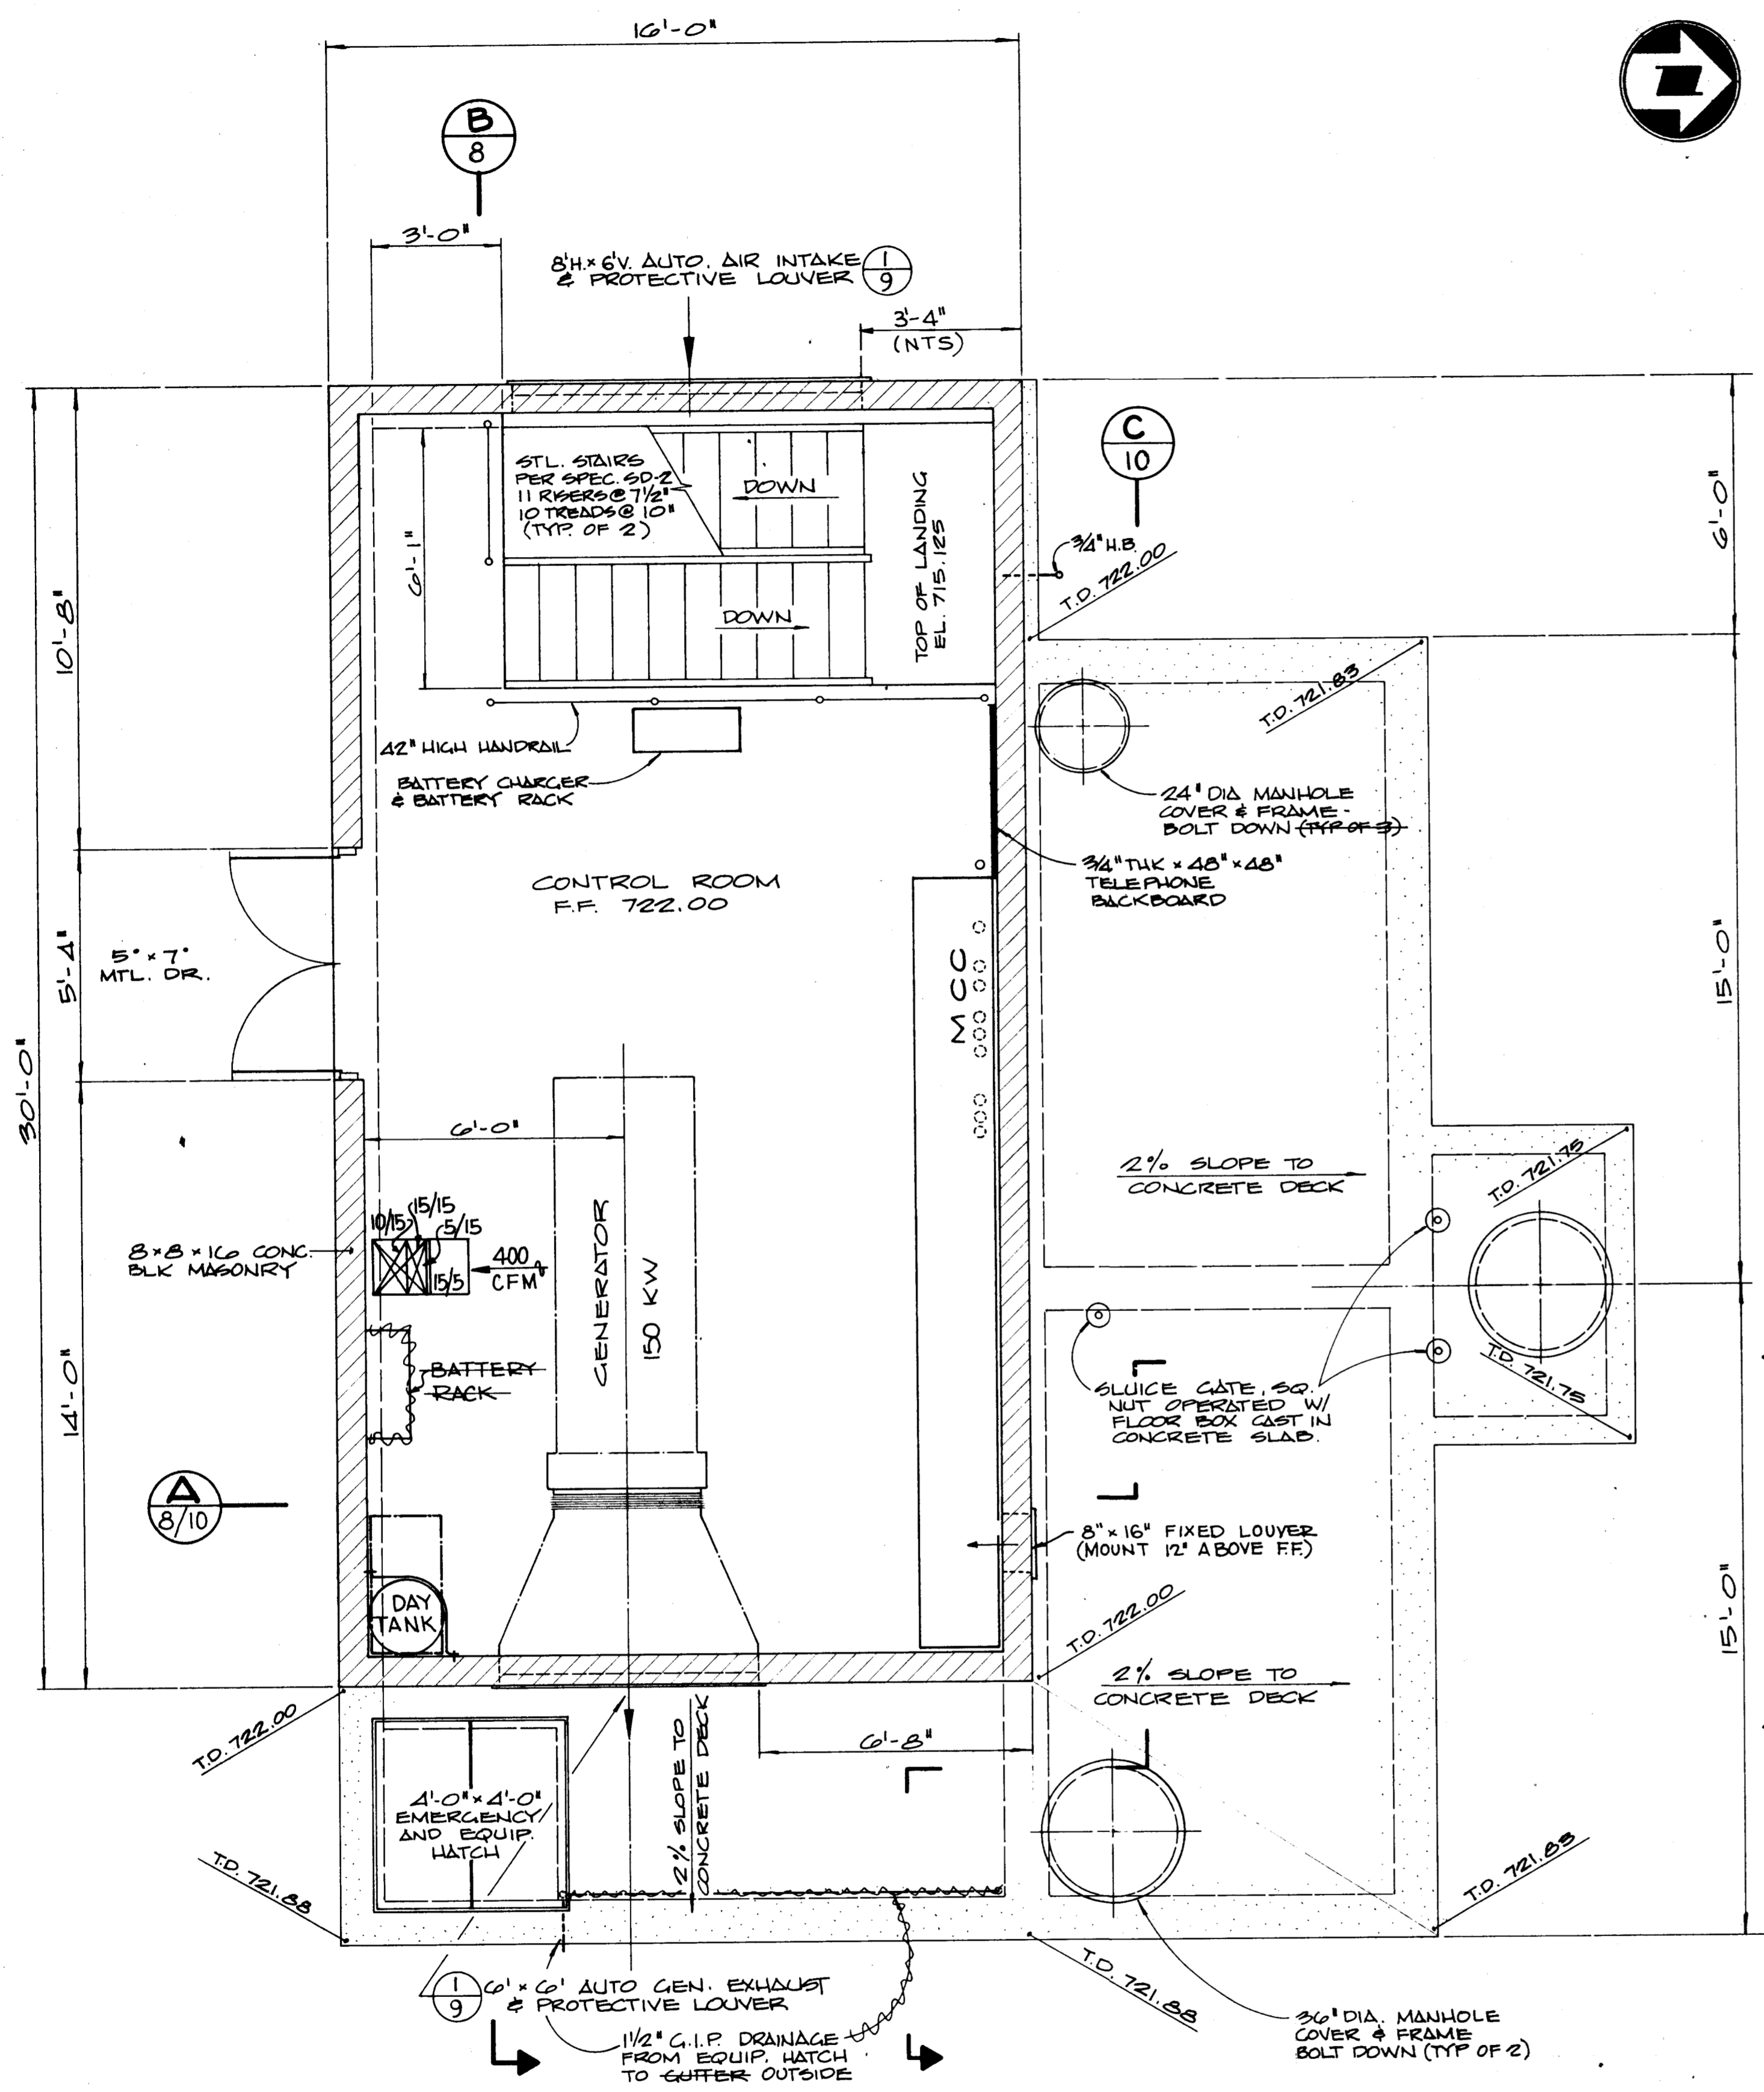 16'-0"
B
8
3'-0"
8'H.× 6'V. AUTO. AIR INTAKE
& PROTECTIVE LOUVER
1
9
3'-4"
(NTS)
C
10
STL. STAIRS
PER SPEC. SD-2
11 RISERS @ 7½"
10 TREADS @ 10"
(TYP. OF 2)
DOWN
DOWN
TOP OF LANDING
EL. 715.125
6'-1"
3/4" H.B.
T.D. 722.00
6'-0"
10'-8"
T.D. 721.83
42" HIGH HANDRAIL
BATTERY CHARGER
& BATTERY RACK
24" DIA MANHOLE
COVER & FRAME -
BOLT DOWN (TYP OF 3)
3/4" THK × 48" × 48"
TELEPHONE
BACKBOARD
CONTROL ROOM
F.F. 722.00
5'-4"
5° × 7°
MTL. DR.
MCC
15'-0"
30'-0"
6'-0"
2% SLOPE TO
CONCRETE DECK
T.D. 721.75
15/15
10/15
5/15
15/5
400
CFM
8×8×16 CONC.
BLK MASONRY
GENERATOR
150 KW
BATTERY
RACK
14'-0"
SLUICE GATE, SQ.
NUT OPERATED W/
FLOOR BOX CAST IN
CONCRETE SLAB.
T.D. 721.75
A
8/10
8" × 16" FIXED LOUVER
(MOUNT 12" ABOVE F.F.)
DAY
TANK
T.D. 722.00
15'-0"
2% SLOPE TO
CONCRETE DECK
T.D. 722.00
6'-8"
2% SLOPE TO
CONCRETE DECK
4'-0" × 4'-0"
EMERGENCY
AND EQUIP.
HATCH
T.D. 721.88
T.D. 721.83
T.D. 721.88
1
9
6' × 6' AUTO GEN. EXHAUST
& PROTECTIVE LOUVER
1½" G.I.P. DRAINAGE
FROM EQUIP. HATCH
TO GUTTER OUTSIDE
36" DIA. MANHOLE
COVER & FRAME
BOLT DOWN (TYP OF 2)